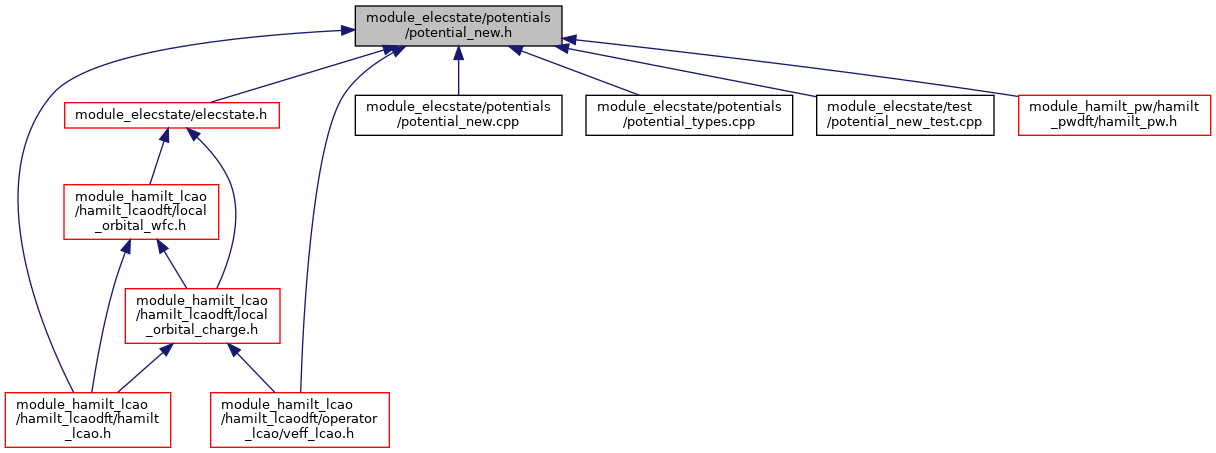 module_elecstate/potentials
/potential_new.h
module_elecstate/elecstate.h
module_elecstate/potentials
/potential_new.cpp
module_elecstate/potentials
/potential_types.cpp
module_elecstate/test
/potential_new_test.cpp
module_hamilt_pw/hamilt
_pwdft/hamilt_pw.h
module_hamilt_lcao
/hamilt_lcaodft/local
_orbital_wfc.h
module_hamilt_lcao
/hamilt_lcaodft/local
_orbital_charge.h
module_hamilt_lcao
/hamilt_lcaodft/hamilt
_lcao.h
module_hamilt_lcao
/hamilt_lcaodft/operator
_lcao/veff_lcao.h